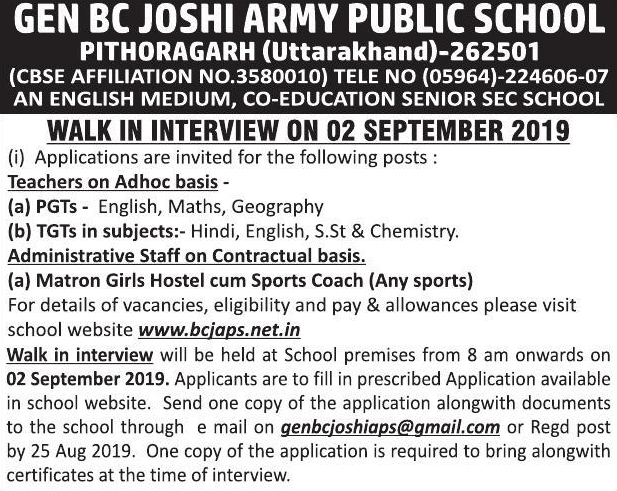 GEN BC JOSHI ARMY PUBLIC SCHOOL
PITHORAGARH (Uttarakhand)-262501
(CBSE AFFILIATION NO.3580010) TELE NO (05964)-224606-07
AN ENGLISH MEDIUM, CO-EDUCATION SENIOR SEC SCHOOL
WALK IN INTERVIEW ON 02 SEPTEMBER 2019
(i) Applications are invited for the following posts :
Teachers on Adhoc basis -
(a) PGTs - English, Maths, Geography
(b) TGTs in subjects:- Hindi, English, S.St & Chemistry.
Administrative Staff on Contractual basis.
(a) Matron Girls Hostel cum Sports Coach (Any sports)
For details of vacancies, eligibility and pay & allowances please visit
school website www.bcjaps.net.in
Walk in interview will be held at School premises from 8 am onwards on
02 September 2019. Applicants are to fill in prescribed Application available
in school website. Send one copy of the application alongwith documents
to the school through e mail on genbcjoshiaps@gmail.com or Regd post
by 25 Aug 2019. One copy of the application is required to bring alongwith
certificates at the time of interview.